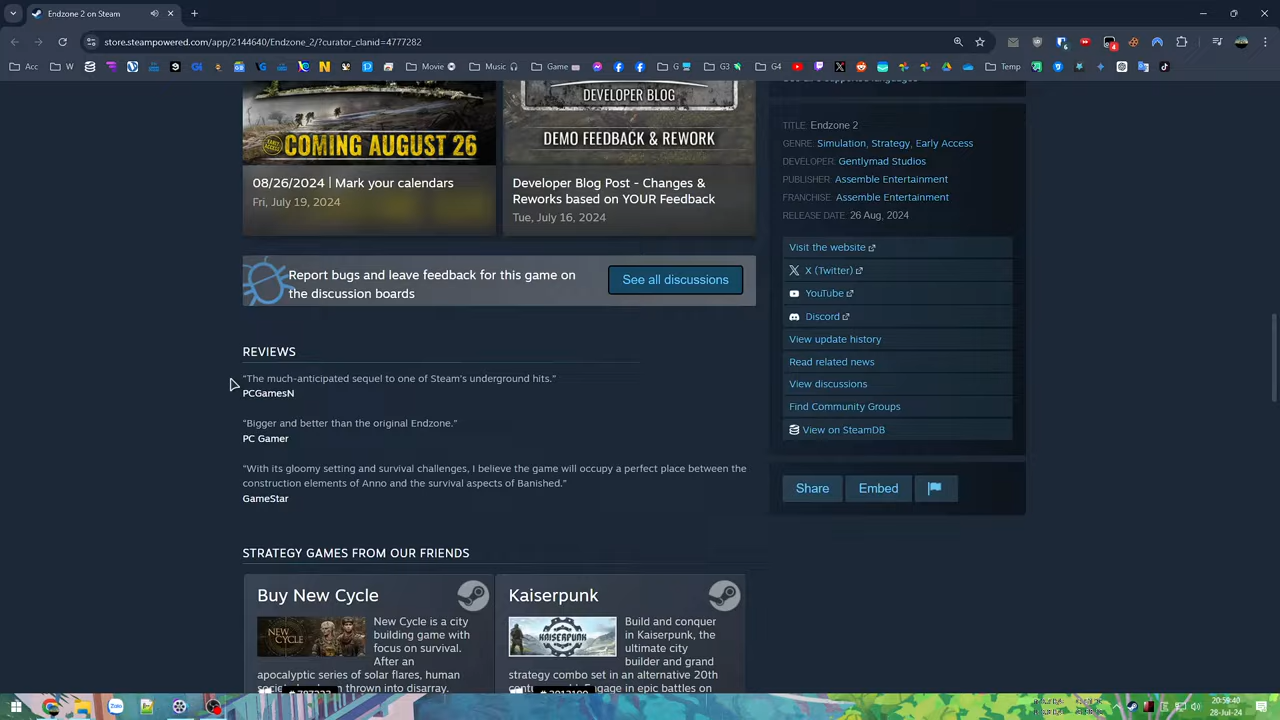 Endzone 2 on Steam
store.steampowered.com/app/2144640/Endzone_2/?curator_clanid=4777282
Acc
W
Movie
Music
Game
G
G3
G4
Temp
EARLY ACCESS
COMING AUGUST 26
08/26/2024 | Mark your calendars
Fri, July 19, 2024
DEVELOPER BLOG
DEMO FEEDBACK & REWORK
Developer Blog Post - Changes &
Reworks based on YOUR Feedback
Tue, July 16, 2024
Report bugs and leave feedback for this game on
the discussion boards
See all discussions
REVIEWS
“The much-anticipated sequel to one of Steam’s underground hits.”
PCGamesN
“Bigger and better than the original Endzone.”
PC Gamer
“With its gloomy setting and survival challenges, I believe the game will occupy a perfect place between the
construction elements of Anno and the survival aspects of Banished.”
GameStar
STRATEGY GAMES FROM OUR FRIENDS
Buy New Cycle
NEW CYCLE
New Cycle is a city
building game with
focus on survival.
After an
apocalyptic series of solar flares, human
Kaiserpunk
KAISERPUNK
Build and conquer
in Kaiserpunk, the
ultimate city
builder and grand
strategy combo set in an alternative 20th
TITLE: Endzone 2
GENRE: Simulation, Strategy, Early Access
DEVELOPER: Gentlymad Studios
PUBLISHER: Assemble Entertainment
FRANCHISE: Assemble Entertainment
RELEASE DATE: 26 Aug, 2024
Visit the website
X (Twitter)
YouTube
Discord
View update history
Read related news
View discussions
Find Community Groups
View on SteamDB
Share
Embed
Zalo
20:59:40
28-Jul-24